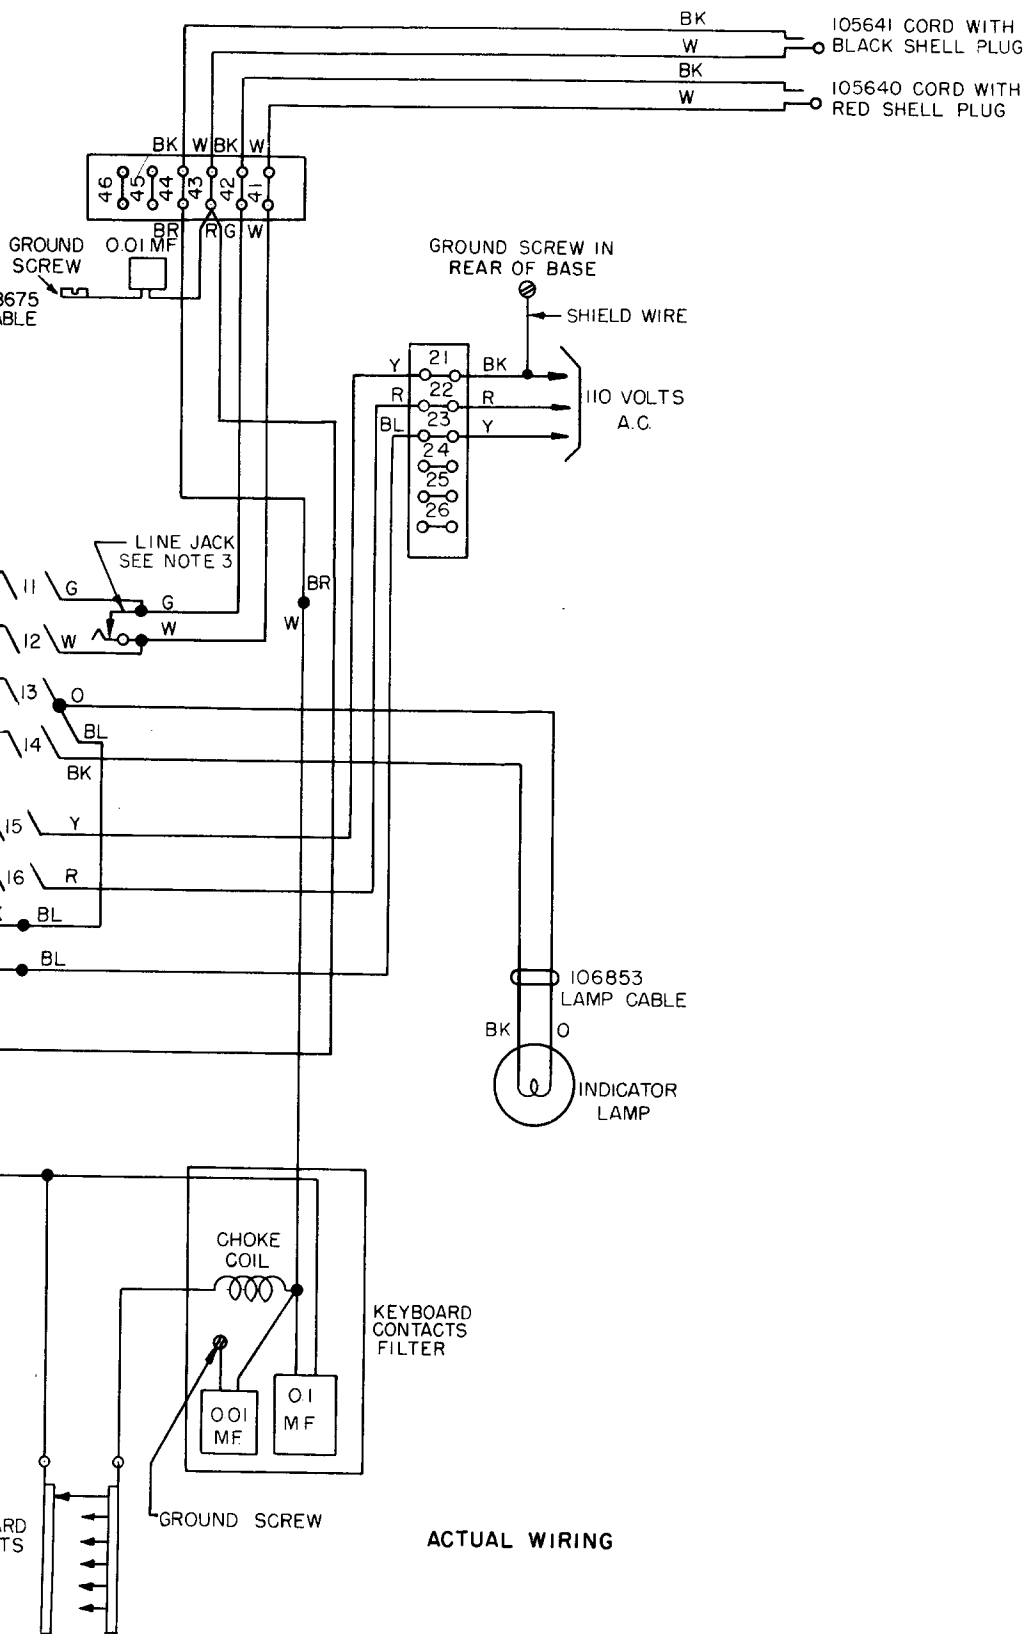 BK
105641 CORD WITH
W
BLACK SHELL PLUG
BK
105640 CORD WITH
W
RED SHELL PLUG
BK W BK W
46 45 44 43 42 41
BR R G W
GROUND
SCREW
0.01 MF
8675
ABLE
GROUND SCREW IN
REAR OF BASE
SHIELD WIRE
Y 21 BK
R 22 R
BL 23 Y
24
25
26
110 VOLTS
A.C.
LINE JACK
SEE NOTE 3
11 G
G
BR
12 W
W
W
13 O
BL
14
BK
15 Y
16 R
BL
BL
106853
LAMP CABLE
BK O
INDICATOR
LAMP
CHOKE
COIL
KEYBOARD
CONTACTS
FILTER
0.01
MF.
0.1
MF
GROUND SCREW
ARD
TS
ACTUAL WIRING